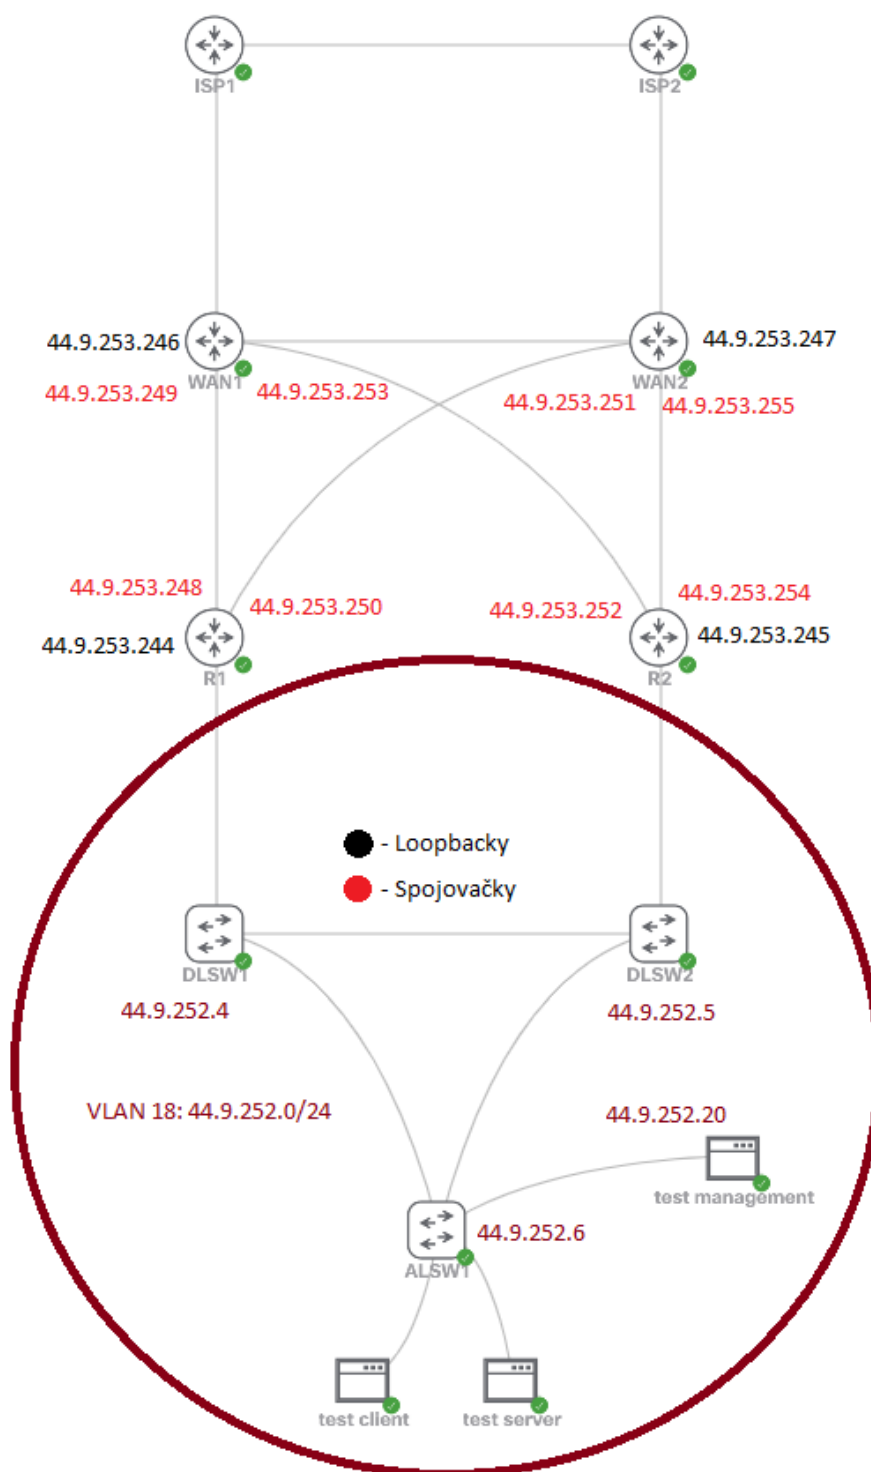 ISP1
ISP2
44.9.253.246
44.9.253.247
WAN1
WAN2
44.9.253.249
44.9.253.253
44.9.253.251
44.9.253.255
44.9.253.248
44.9.253.250
44.9.253.252
44.9.253.254
44.9.253.244
44.9.253.245
R1
R2
- Loopbacky
- Spojovačky
DLSW1
DLSW2
44.9.252.4
44.9.252.5
VLAN 18: 44.9.252.0/24
44.9.252.20
test management
44.9.252.6
ALSW1
test client
test server